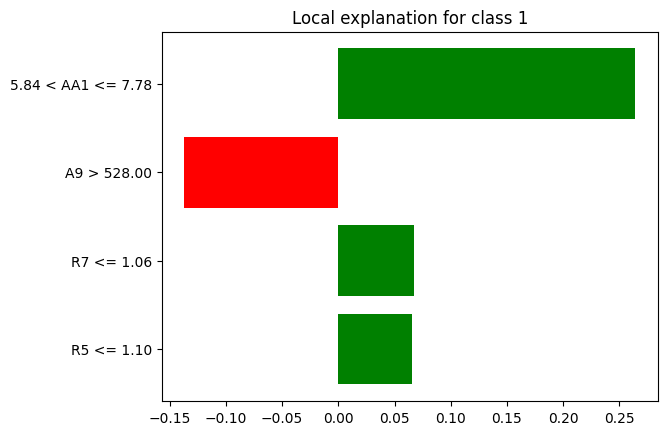 Local explanation for class 1
5.84 < AA1 <= 7.78
A9 > 528.00
R7 <= 1.06
R5 <= 1.10
−0.15 −0.10 −0.05 0.00 0.05 0.10 0.15 0.20 0.25